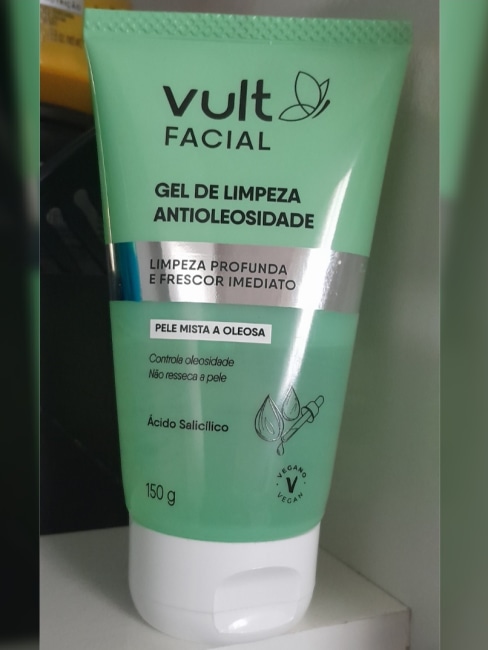 vult
FACIAL
GEL DE LIMPEZA
ANTIOLEOSIDADE
LIMPEZA PROFUNDA
E FRESCOR IMEDIATO
PELE MISTA A OLEOSA
Controla oleosidade
Não resseca a pele
Ácido Salicílico
150 g
VEGANO
V
VEGAN